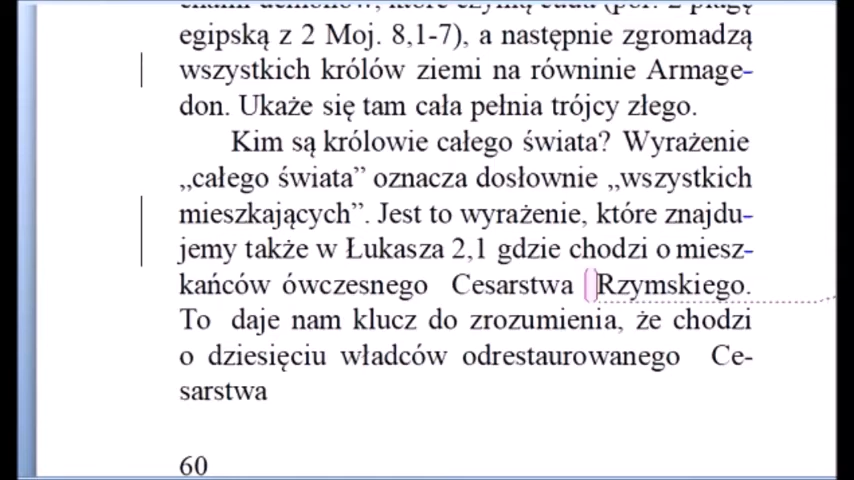 egipską z 2 Moj. 8,1-7), a następnie zgromadzą
wszystkich królów ziemi na równinie Armage-
don. Ukaże się tam cała pełnia trójcy złego.
Kim są królowie całego świata? Wyrażenie
„całego świata” oznacza dosłownie „wszystkich
mieszkających”. Jest to wyrażenie, które znajdu-
jemy także w Łukasza 2,1 gdzie chodzi o miesz-
kańców ówczesnego Cesarstwa Rzymskiego.
To daje nam klucz do zrozumienia, że chodzi
o dziesięciu władców odrestaurowanego Ce-
sarstwa
60